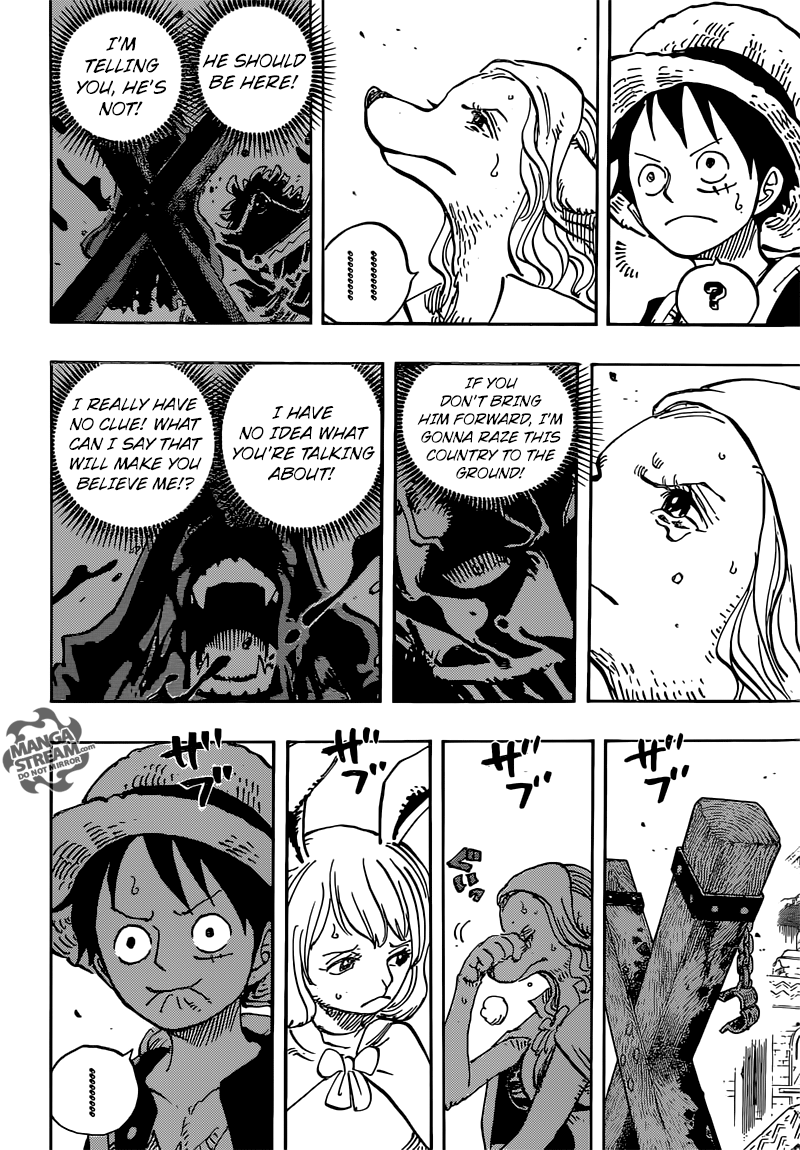 ?
.........
.........
HE SHOULD
BE HERE!
I'M
TELLING
YOU, HE'S
NOT!
IF YOU
DON'T BRING
HIM FORWARD, I'M
GONNA RAZE THIS
COUNTRY TO THE
GROUND!
I HAVE
NO IDEA WHAT
YOU'RE TALKING
ABOUT!
I REALLY HAVE
NO CLUE! WHAT
CAN I SAY THAT
WILL MAKE YOU
BELIEVE ME!?
ザブ
ザブ
ザブ
ザブ
.........
MANGA
STREAM.com
DO NOT MIRROR